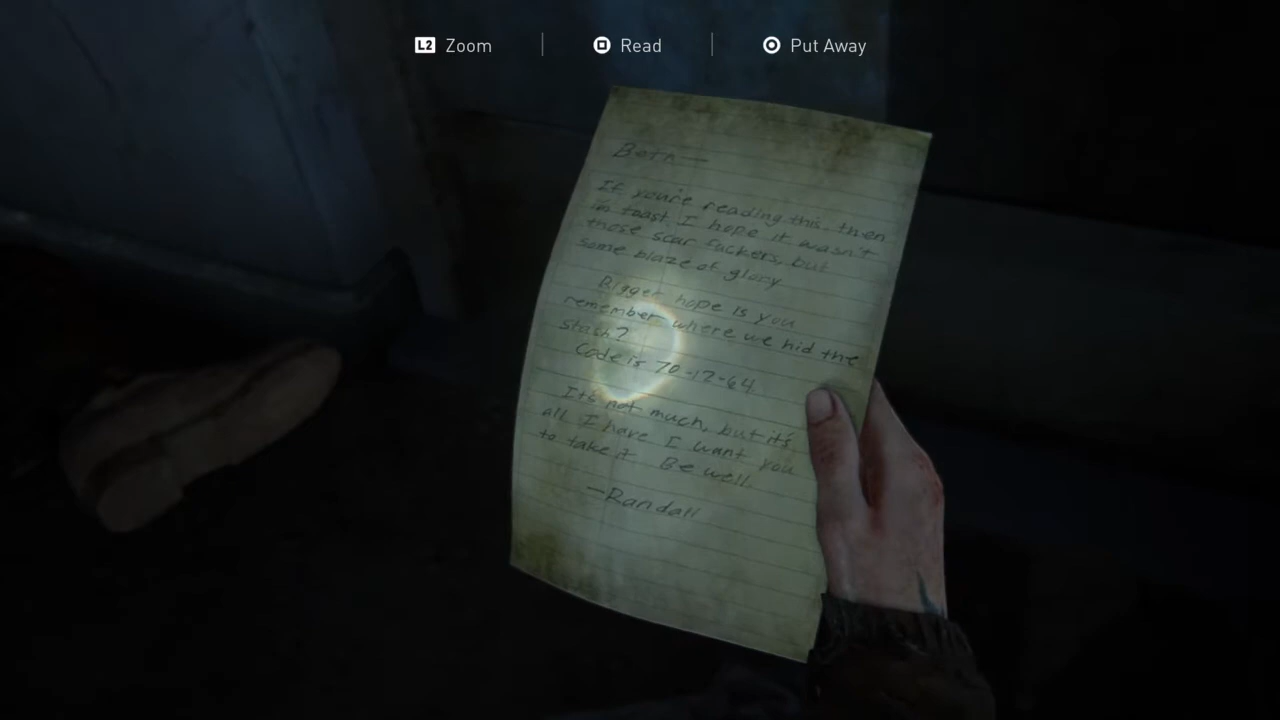 L2 Zoom
Read
Put Away
Beth —
If you're reading this, then
I'm toast I hope it wasn't
those scar fuckers, but
some blaze of glory
Bigger hope is you
remember where we hid the
stash?
Code is 70-12-64
It's not much, but it's
all I have I want you
to take it Be well.
—Randall